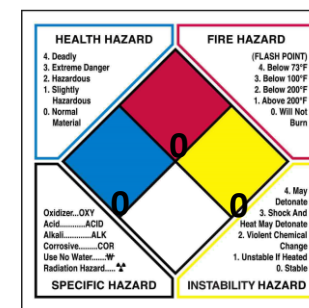 HEALTH HAZARD
4. Deadly
3. Extreme Danger
2. Hazardous
1. Slightly
Hazardous
0. Normal
Material
FIRE HAZARD
(FLASH POINT)
4. Below 73°F
3. Below 100°F
2. Below 200°F
1. Above 200°F
0. Will Not
Burn
0
0
0
Oxidizer...OXY
Acid..........ACID
Alkali..........ALK
Corrosive.......COR
Use No Water.....W
Radiation Hazard.....
SPECIFIC HAZARD
4. May
Detonate
3. Shock And
Heat May Detonate
2. Violent Chemical
Change
1. Unstable If Heated
0. Stable
INSTABILITY HAZARD